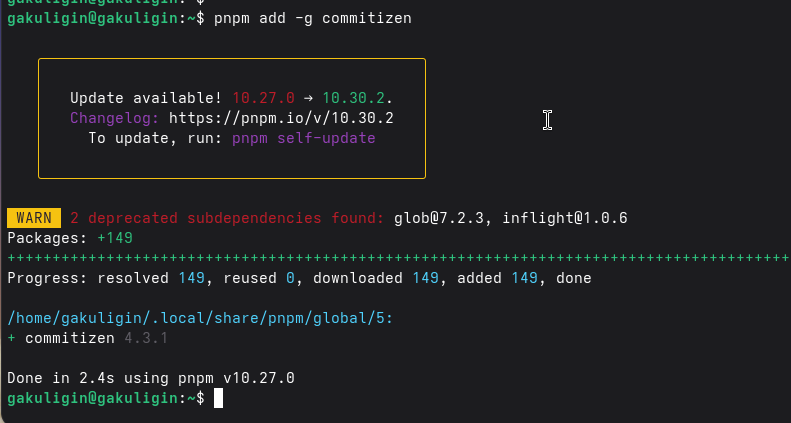 gakuligin@gakuligin:~$
gakuligin@gakuligin:~$ pnpm add -g commitizen
Update available! 10.27.0 → 10.30.2.
Changelog: https://pnpm.io/v/10.30.2
To update, run: pnpm self-update
WARN 2 deprecated subdependencies found: glob@7.2.3, inflight@1.0.6
Packages: +149
+++++++++++++++++++++++++++++++++++++++++++++++++++++++++++++++++++++++++++++++++++++++++++++++++++
Progress: resolved 149, reused 0, downloaded 149, added 149, done
/home/gakuligin/.local/share/pnpm/global/5:
+ commitizen 4.3.1
Done in 2.4s using pnpm v10.27.0
gakuligin@gakuligin:~$